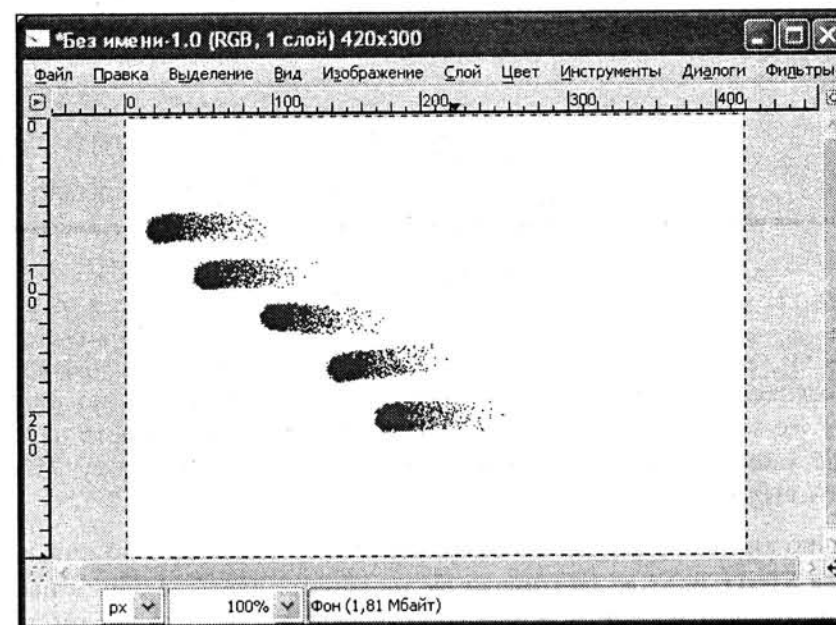 *Без имени-1.0 (RGB, 1 слой) 420x300
Файл Правка Выделение Вид Изображение Слой Цвет Инструменты Диалоги Фильтры
0 100 200 300 400
0
100
200
px 100% Фон (1,81 Мбайт)